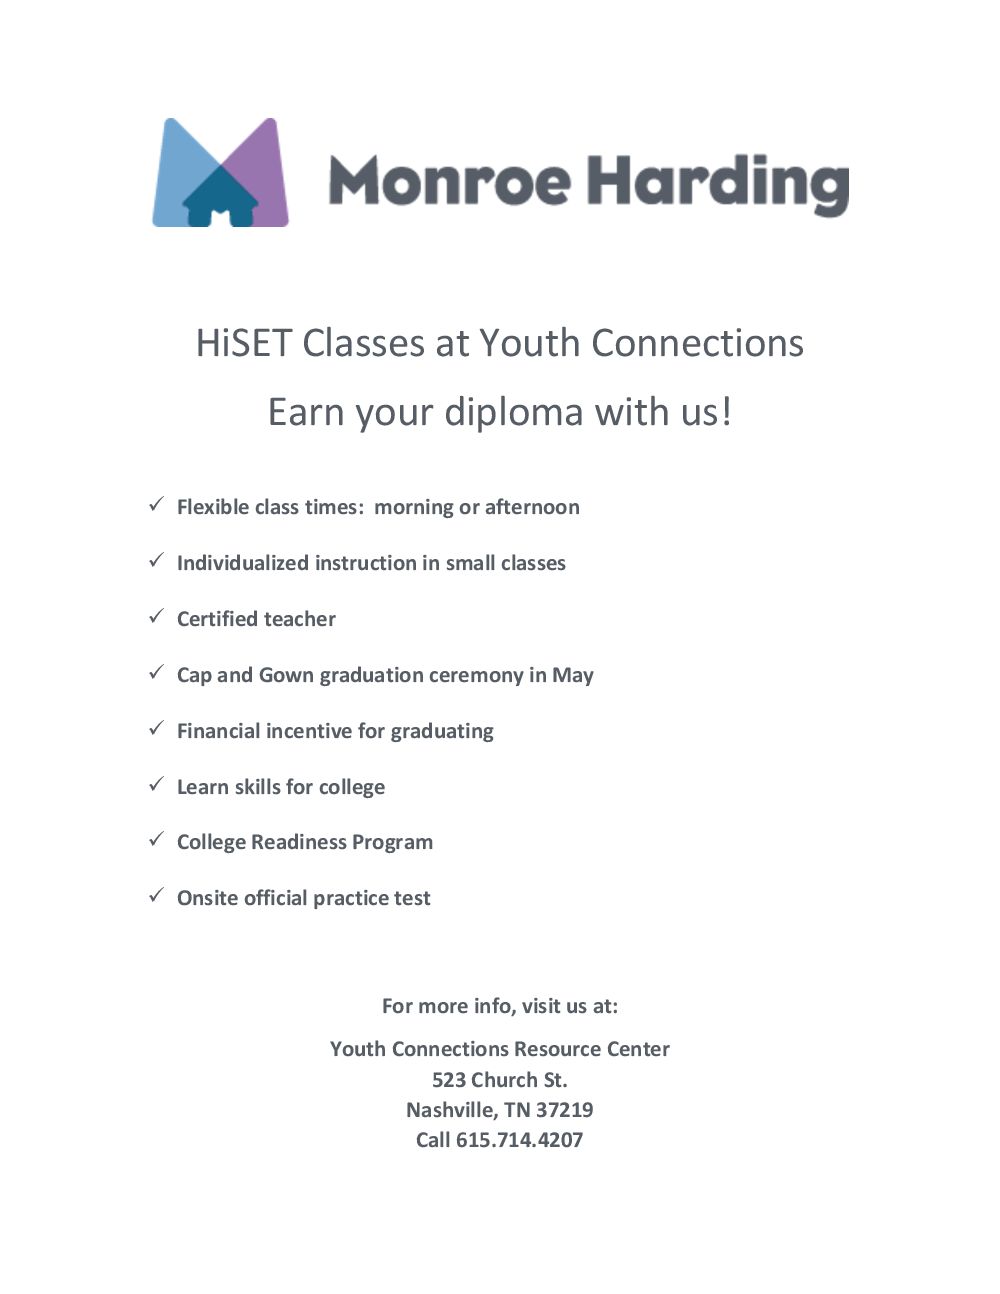 Monroe Harding
HiSET Classes at Youth Connections
Earn your diploma with us!
✓ Flexible class times:  morning or afternoon
✓ Individualized instruction in small classes
✓ Certified teacher
✓ Cap and Gown graduation ceremony in May
✓ Financial incentive for graduating
✓ Learn skills for college
✓ College Readiness Program
✓ Onsite official practice test
For more info, visit us at:
Youth Connections Resource Center
523 Church St.
Nashville, TN 37219
Call 615.714.4207